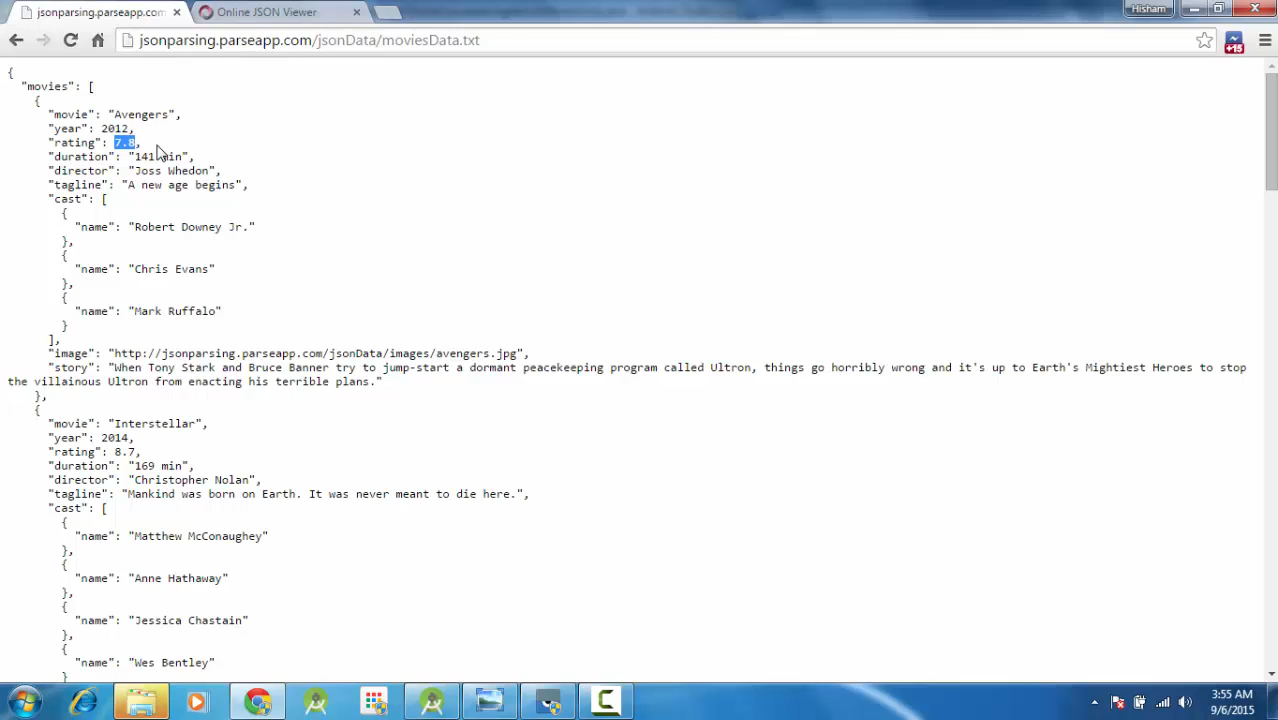 jsonparsing.parseapp.com
Online JSON Viewer
Hisham
jsonparsing.parseapp.com/jsonData/moviesData.txt
+15
{
"movies": [
{
"movie": "Avengers",
"year": 2012,
"rating": 7.8,
"duration": "141 min",
"director": "Joss Whedon",
"tagline": "A new age begins",
"cast": [
{
"name": "Robert Downey Jr."
},
{
"name": "Chris Evans"
},
{
"name": "Mark Ruffalo"
}
],
"image": "http://jsonparsing.parseapp.com/jsonData/images/avengers.jpg",
"story": "When Tony Stark and Bruce Banner try to jump-start a dormant peacekeeping program called Ultron, things go horribly wrong and it's up to Earth's Mightiest Heroes to stop
the villainous Ultron from enacting his terrible plans."
},
{
"movie": "Interstellar",
"year": 2014,
"rating": 8.7,
"duration": "169 min",
"director": "Christopher Nolan",
"tagline": "Mankind was born on Earth. It was never meant to die here.",
"cast": [
{
"name": "Matthew McConaughey"
},
{
"name": "Anne Hathaway"
},
{
"name": "Jessica Chastain"
},
{
"name": "Wes Bentley"
}
3:55 AM
9/6/2015